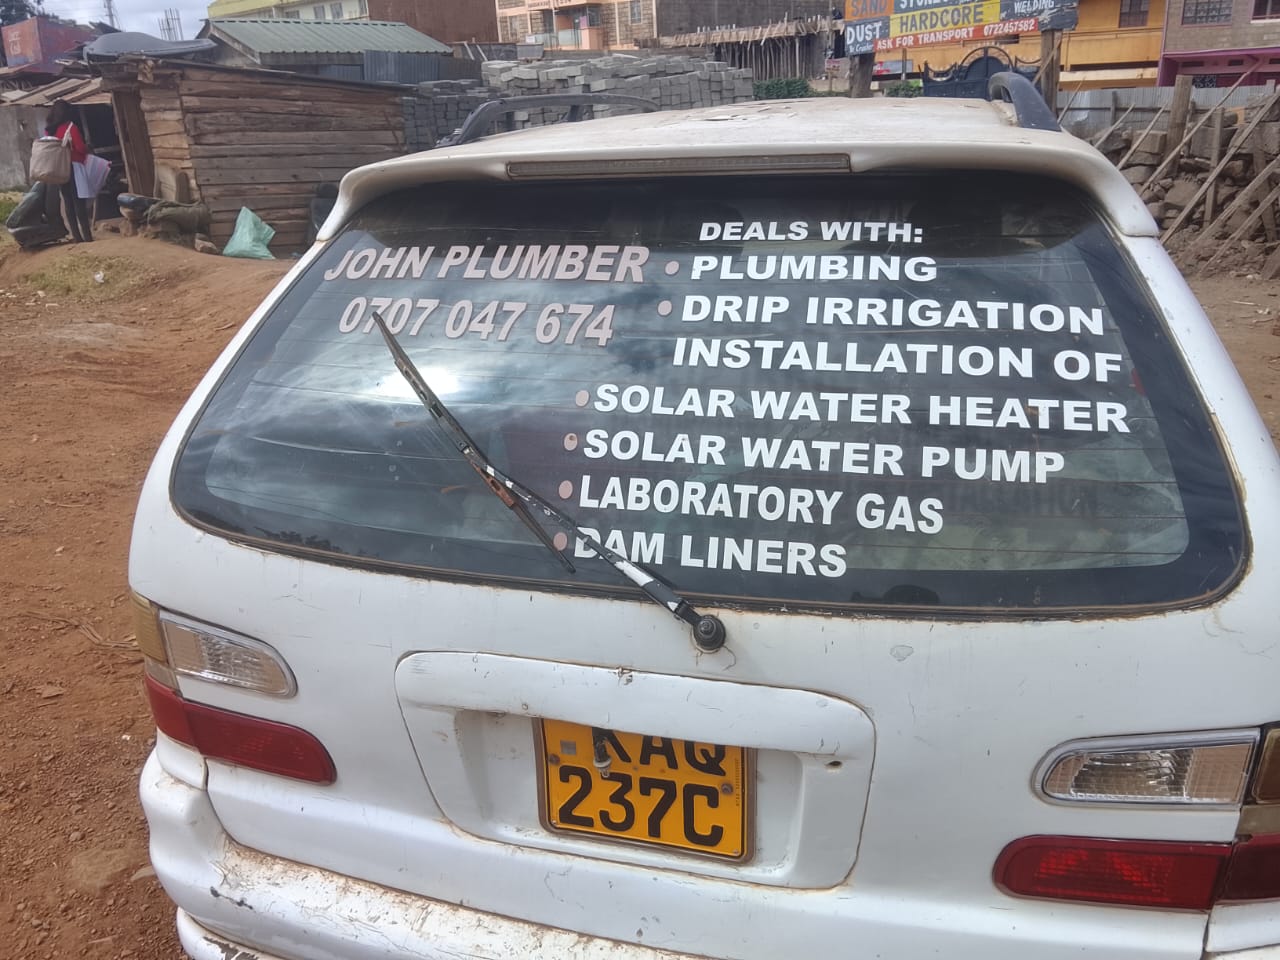 SAND
HARDCORE
WELDING
DUST
ASK FOR TRANSPORT 0722457582
JOHN PLUMBER
0707 047 674
DEALS WITH:
• PLUMBING
• DRIP IRRIGATION
INSTALLATION OF
• SOLAR WATER HEATER
• SOLAR WATER PUMP
• LABORATORY GAS
• DAM LINERS
KAQ
237C